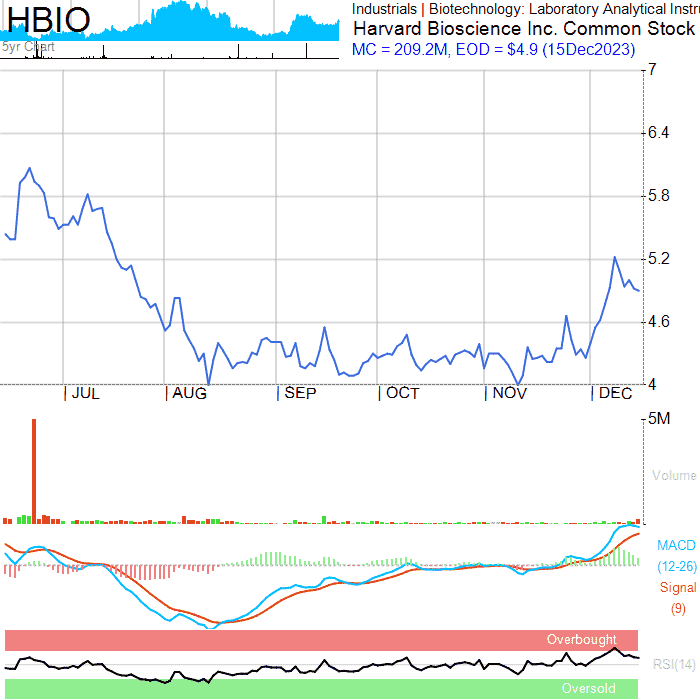 HBIO
5yr Chart
Industrials | Biotechnology: Laboratory Analytical Instru
Harvard Bioscience Inc. Common Stock
MC = 209.2M, EOD = $4.9 (15Dec2023)
7
6.4
5.8
5.2
4.6
4
| JUL | AUG | SEP | OCT | NOV | DEC
5M
Volume
MACD
(12-26)
Signal
(9)
Overbought
RSI(14)
Oversold